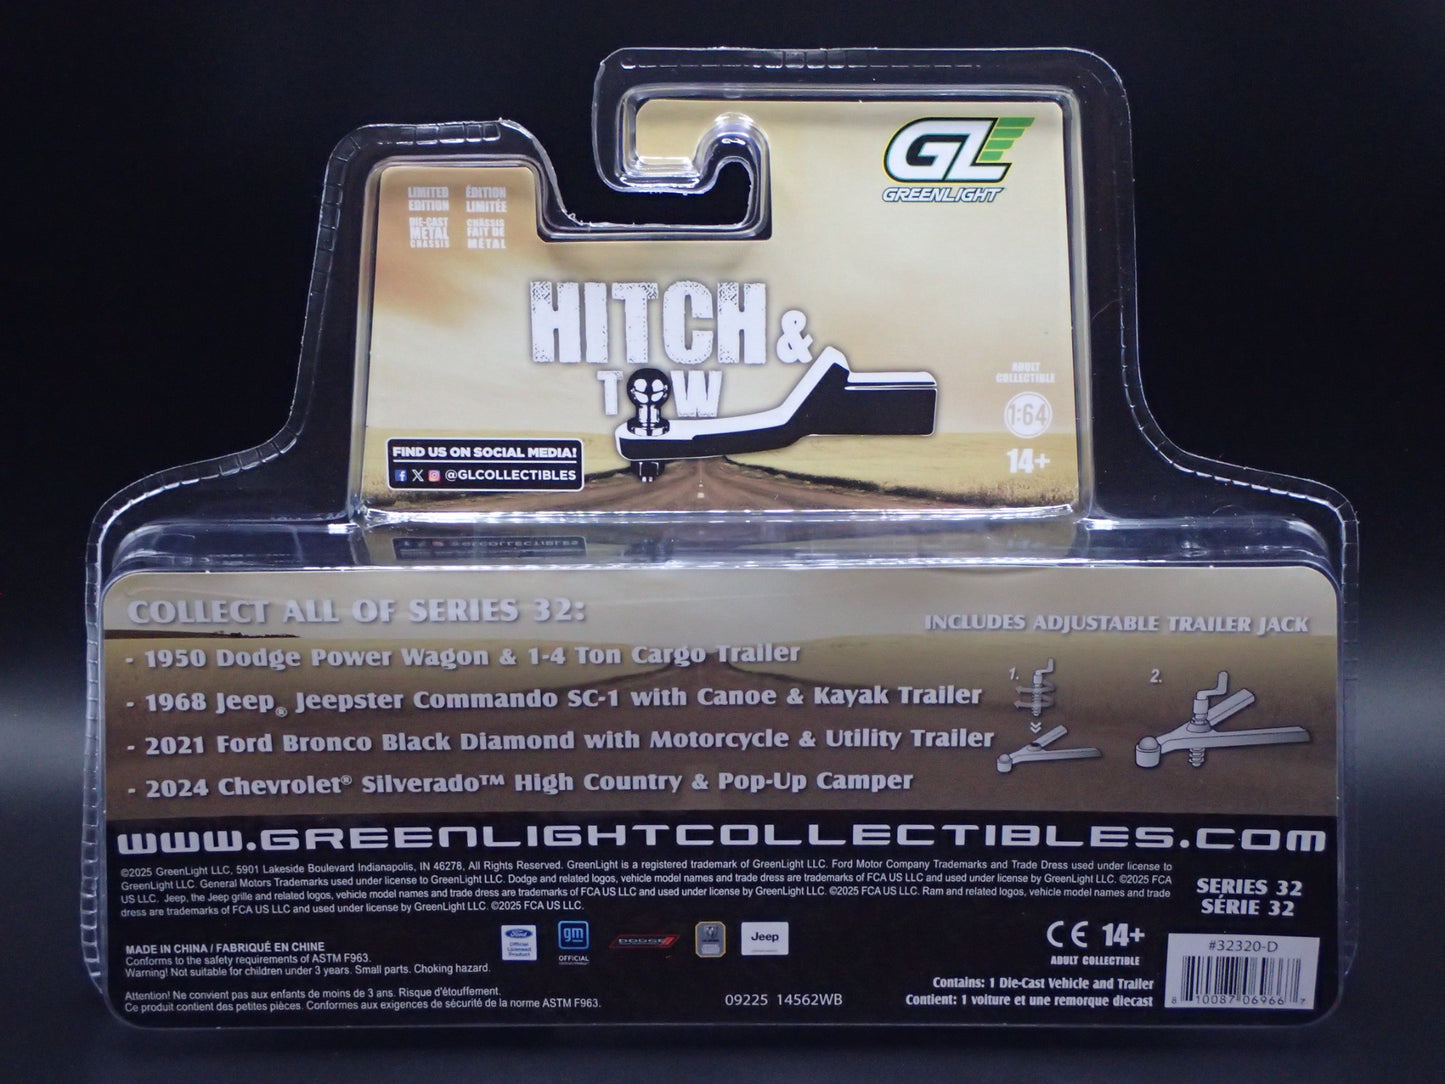 GL
GREENLIGHT
LIMITED EDITION
DIE-CAST METAL CHASSIS
ÉDITION LIMITÉE
CHÂSSIS FAIT DE MÉTAL
HITCH &
TOW
ADULT
COLLECTIBLE
1:64
14+
FIND US ON SOCIAL MEDIA!
@GLCOLLECTIBLES
COLLECT ALL OF SERIES 32:
- 1950 Dodge Power Wagon & 1-4 Ton Cargo Trailer
- 1968 Jeep® Jeepster Commando SC-1 with Canoe & Kayak Trailer
- 2021 Ford Bronco Black Diamond with Motorcycle & Utility Trailer
- 2024 Chevrolet® Silverado™ High Country & Pop-Up Camper
INCLUDES ADJUSTABLE TRAILER JACK
1.
2.
www.GREENLIGHTCOLLECTIBLES.COM
©2025 GreenLight LLC, 5901 Lakeside Boulevard Indianapolis, IN 46278, All Rights Reserved. GreenLight is a registered trademark of GreenLight LLC. Ford Motor Company Trademarks and Trade Dress used under license to
GreenLight LLC. General Motors Trademarks used under license to GreenLight LLC. Dodge and related logos, vehicle model names and trade dress are trademarks of FCA US LLC and used under license by GreenLight LLC. ©2025 FCA
US LLC. Jeep, the Jeep grille and related logos, vehicle model names and trade dress are trademarks of FCA US LLC and used under license by GreenLight LLC. ©2025 FCA US LLC. Ram and related logos, vehicle model names and trade
dress are trademarks of FCA US LLC and used under license by GreenLight LLC. ©2025 FCA US LLC.
SERIES 32
SÉRIE 32
MADE IN CHINA / FABRIQUÉ EN CHINE
Conforms to the safety requirements of ASTM F963.
Warning! Not suitable for children under 3 years. Small parts. Choking hazard.
Attention! Ne convient pas aux enfants de moins de 3 ans. Risque d'étouffement.
Ce produit contient des petites pièces. Conformes aux exigences de sécurité de la norme ASTM F963.
Ford
Official
Licensed
Product
gm
OFFICIAL
DODGE
Jeep
09225 14562WB
CE 14+
ADULT COLLECTIBLE
Contains: 1 Die-Cast Vehicle and Trailer
Contient: 1 voiture et une remorque diecast
#32320-D
8 10087 06966 7